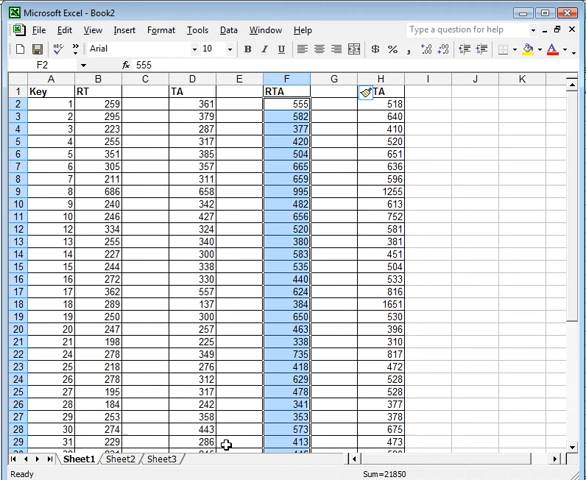 Microsoft Excel - Book2
File Edit View Insert Format Tools Data Window Help Type a question for help
Arial 10 B I U
F2 fx 555
A B C D E F G H I J K
1 Key RT TA RTA TA
2 1 259 361 555 518
3 2 295 379 582 640
4 3 223 287 377 410
5 4 255 317 420 520
6 5 351 385 504 651
7 6 305 357 665 636
8 7 211 311 659 596
9 8 686 658 995 1255
10 9 240 342 482 613
11 10 246 427 656 752
12 12 334 324 520 581
13 13 255 340 380 381
14 14 227 300 583 451
15 15 244 338 535 504
16 16 272 330 440 533
17 17 362 557 624 816
18 18 289 137 384 1651
19 19 250 300 650 530
20 20 247 257 463 396
21 21 198 225 338 310
22 24 278 349 735 817
23 25 218 276 418 472
24 26 278 312 629 528
25 27 195 317 478 528
26 28 184 242 341 377
27 29 253 358 353 378
28 30 274 443 573 675
29 31 229 286 413 473
Sheet1 Sheet2 Sheet3
Ready Sum=21850